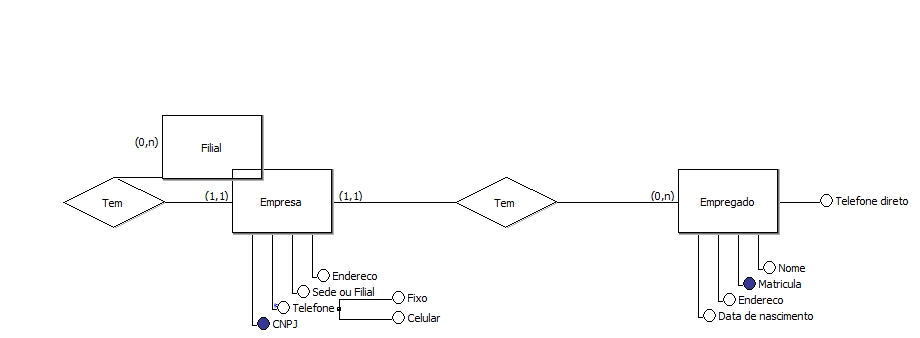 (0,n)
Filial
Tem
(1,1)
Empresa
(1,1)
Tem
(0,n)
Empregado
Telefone direto
Endereco
Sede ou Filial
Telefone
Fixo
Celular
CNPJ
Nome
Matricula
Endereco
Data de nascimento